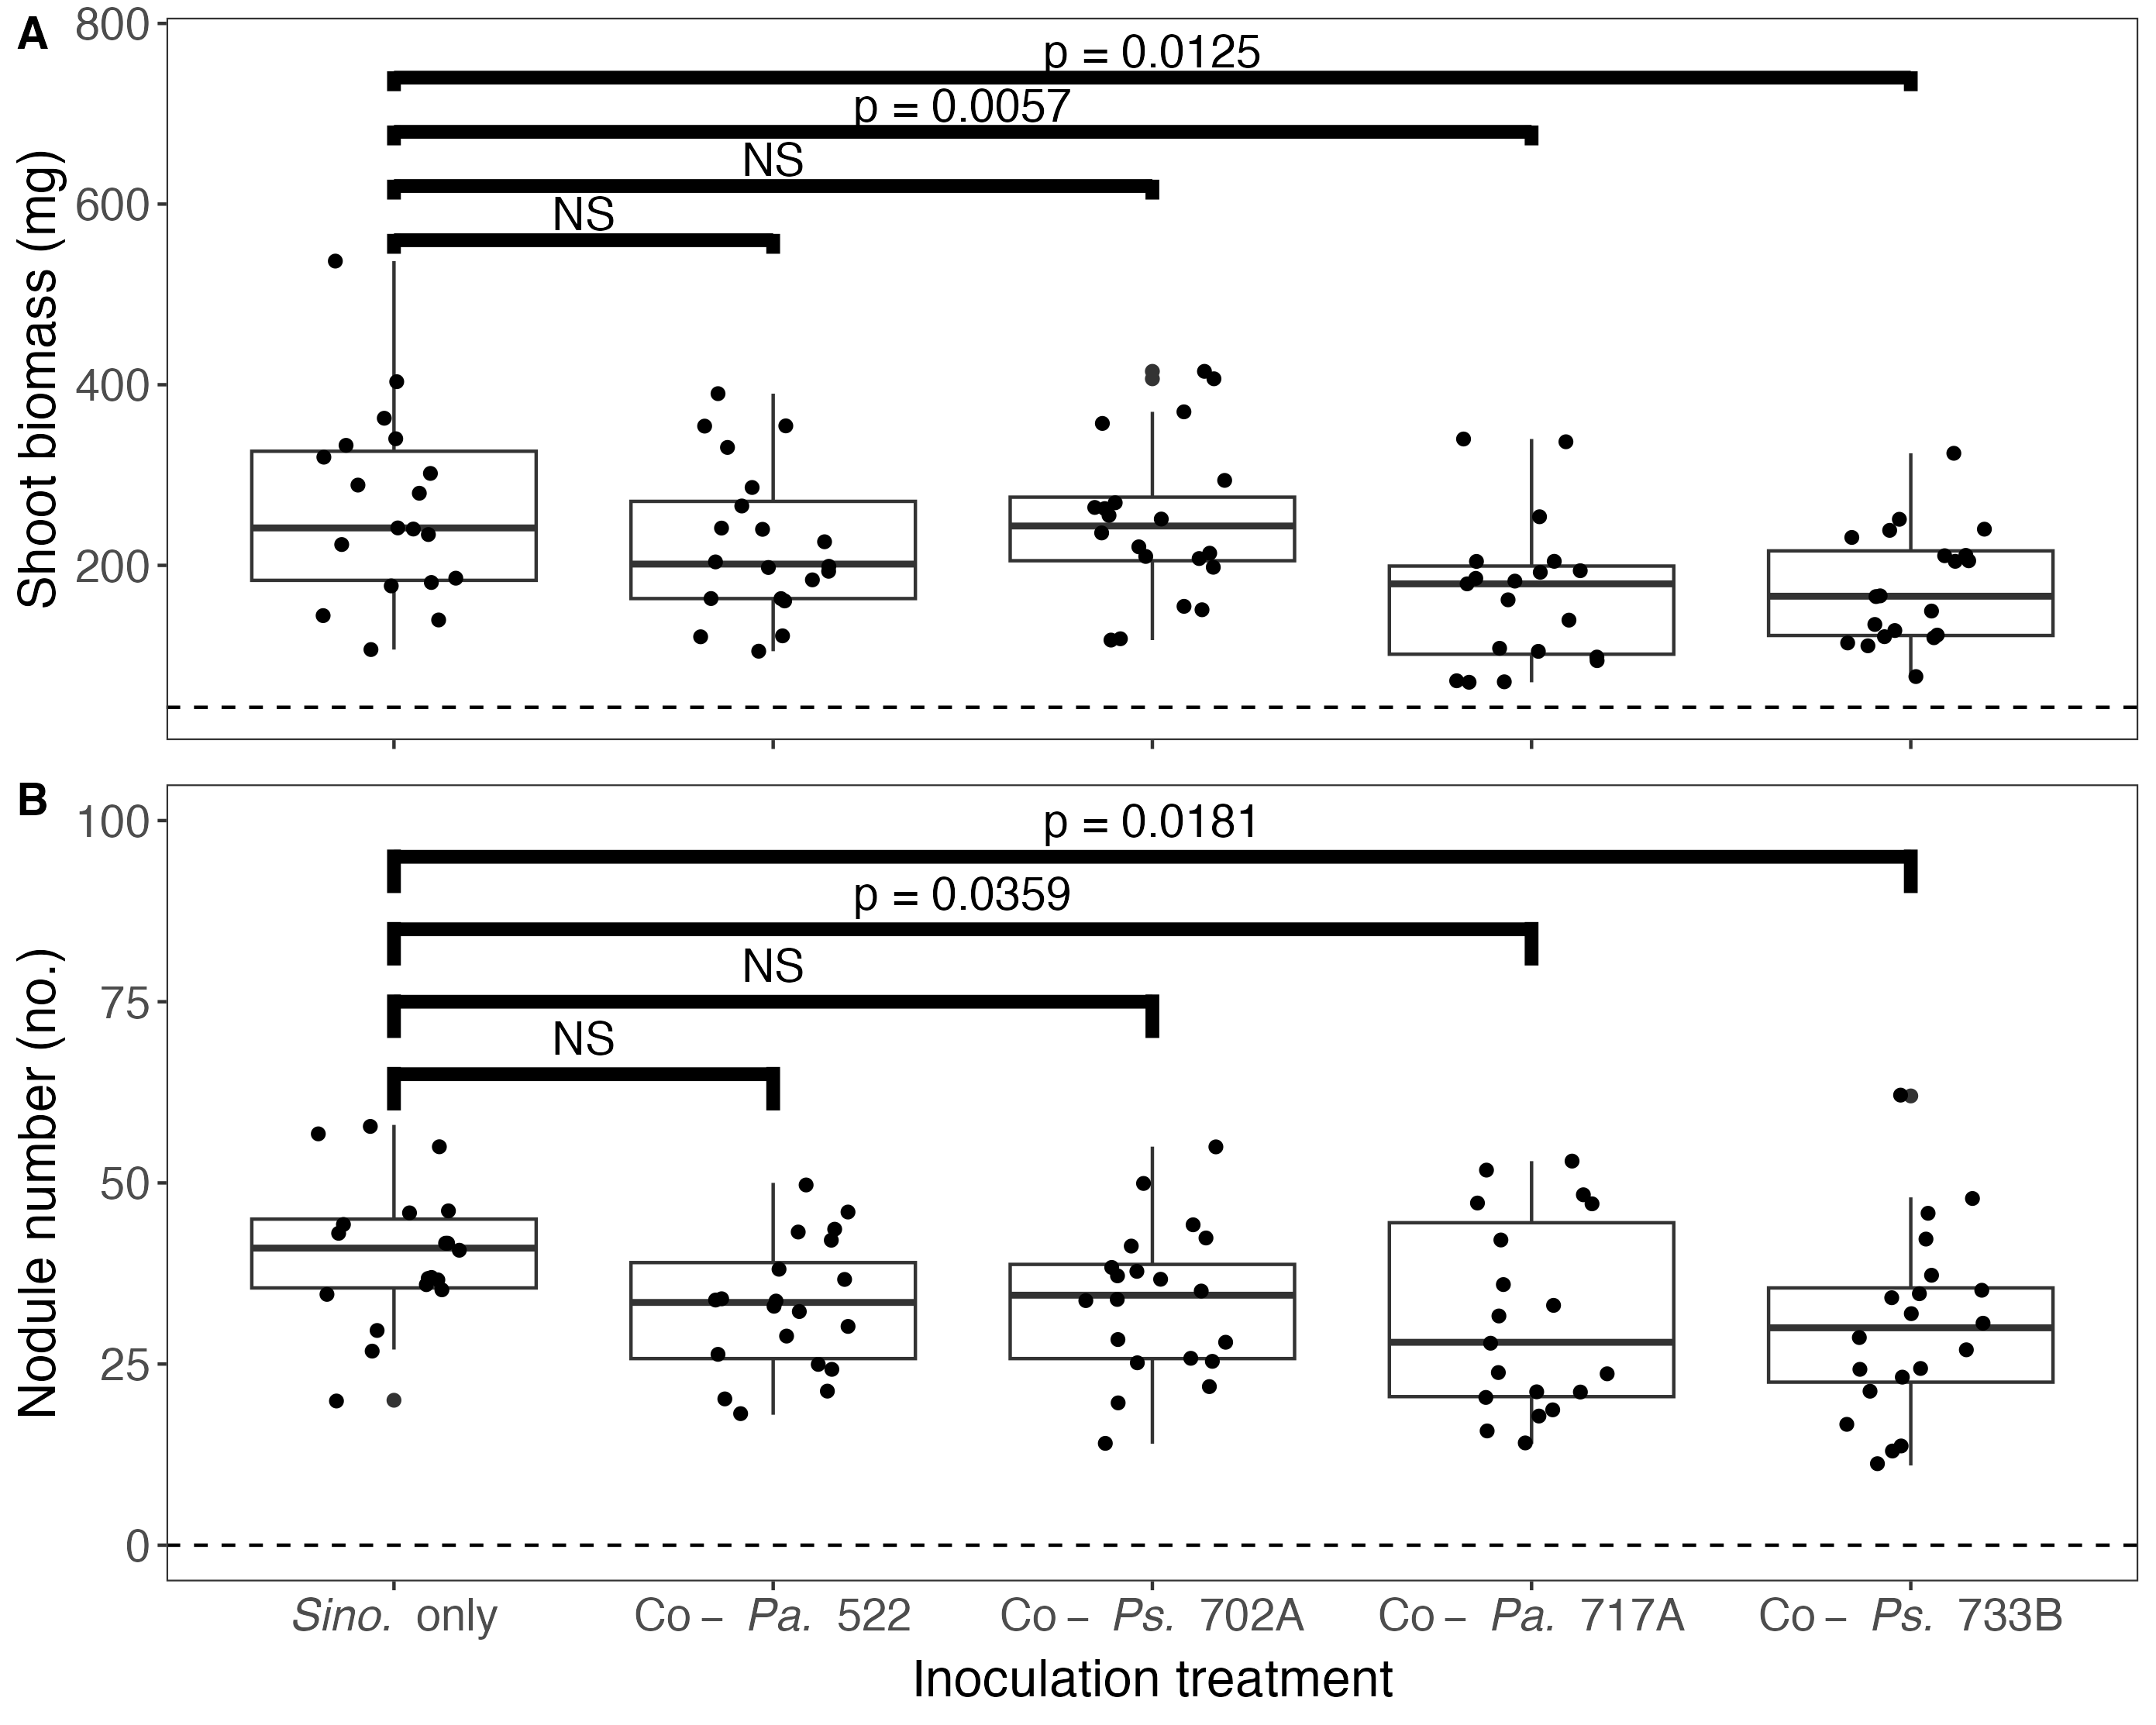 A
800
600
400
200
Shoot biomass (mg)
p = 0.0125
p = 0.0057
NS
NS
B
100
75
50
25
0
Nodule number (no.)
p = 0.0181
p = 0.0359
NS
NS
Sino. only
Co – Pa. 522
Co – Ps. 702A
Co – Pa. 717A
Co – Ps. 733B
Inoculation treatment